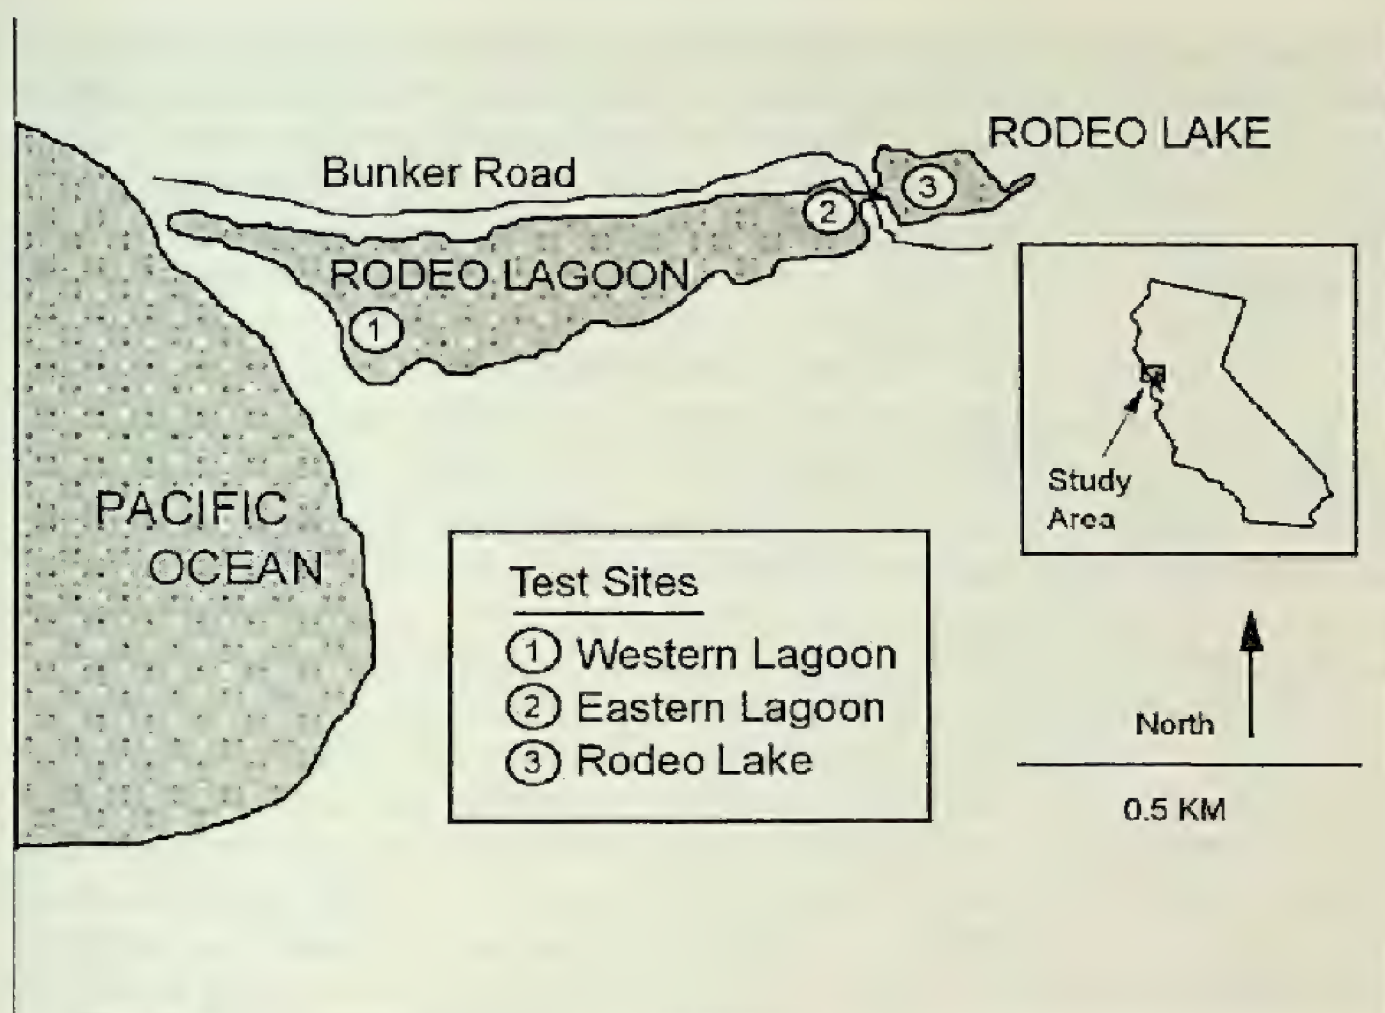 RODEO LAKE
Bunker Road
3
2
RODEO LAGOON
1
Study
Area
PACIFIC
OCEAN
Test Sites
1 Western Lagoon
2 Eastern Lagoon
3 Rodeo Lake
North
0.5 KM